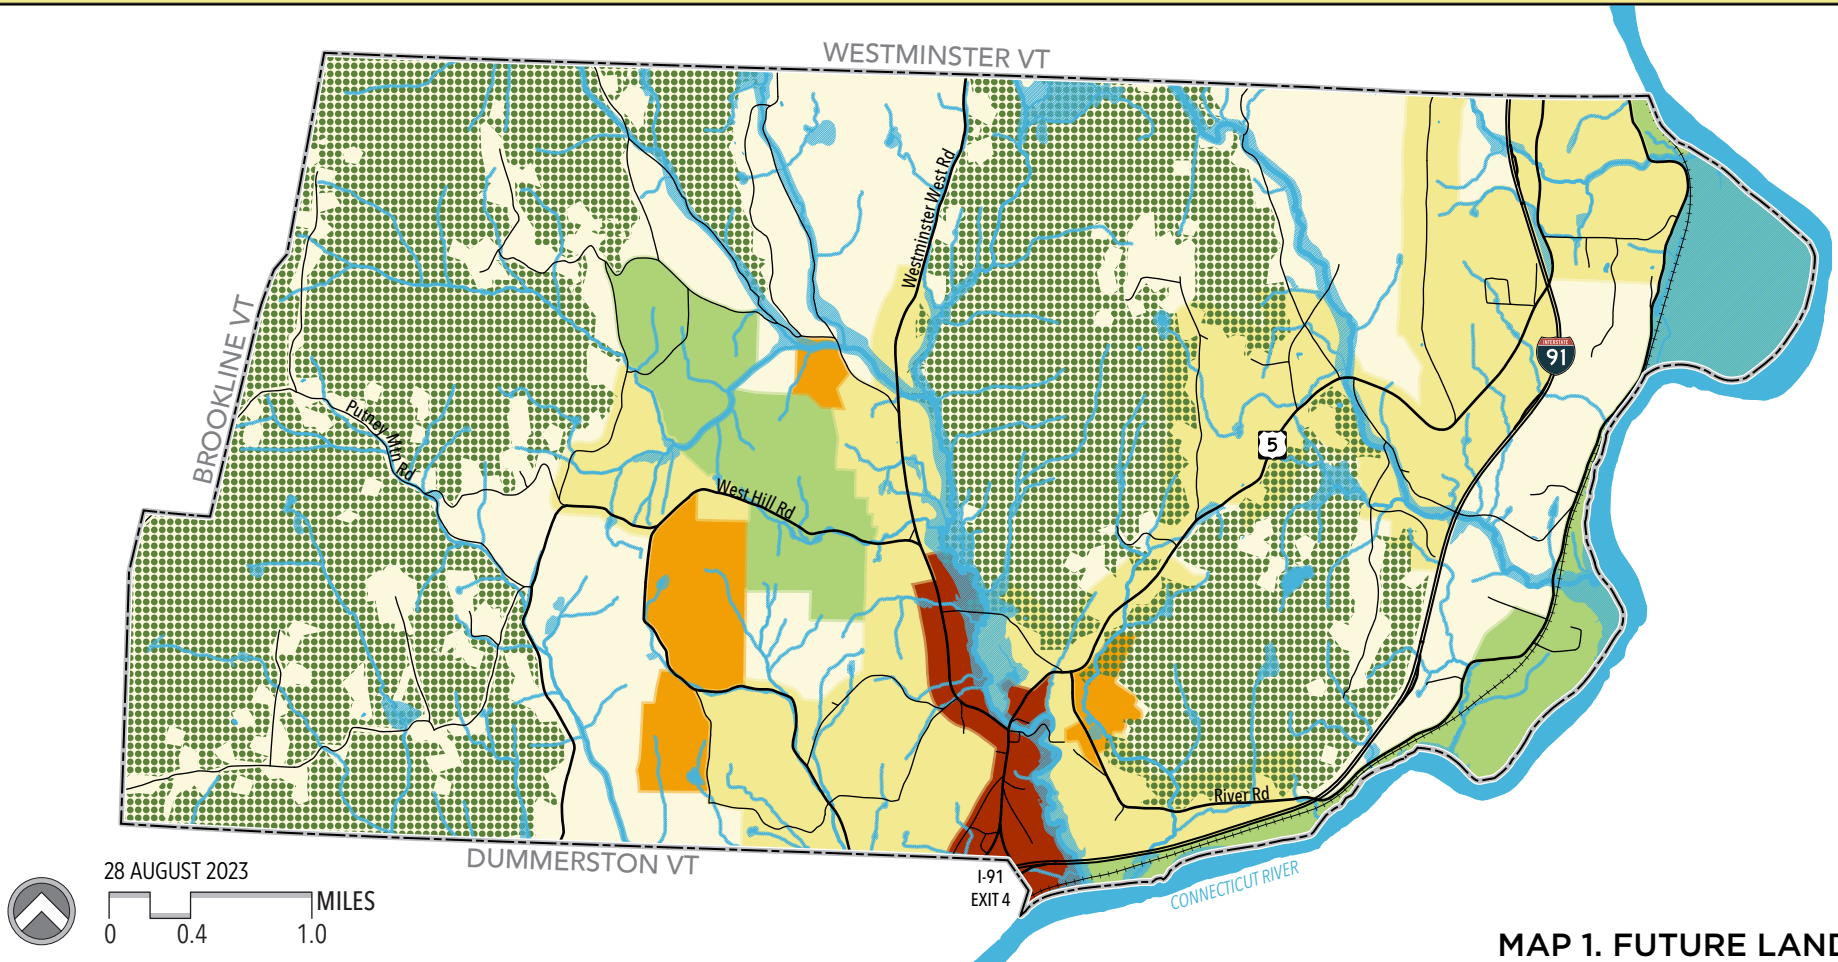 WESTMINSTER VT
Westminster West Rd
BROOKLINE VT
INTERSTATE
91
Putney Mtn Rd
5
West Hill Rd
River Rd
DUMMERSTON VT
28 AUGUST 2023
MILES
0 0.4 1.0
I-91
EXIT 4
CONNECTICUT RIVER
MAP 1. FUTURE LAND